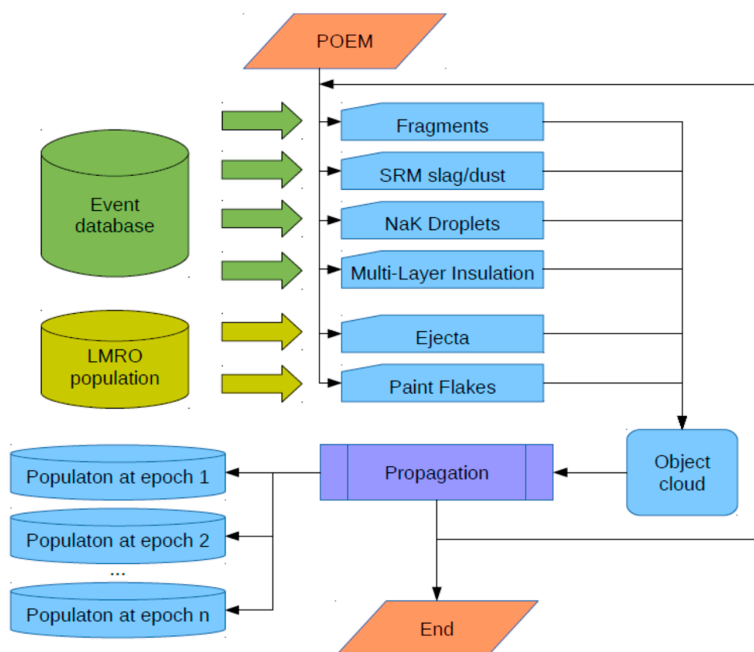 POEM
Event
database
Fragments
SRM slag/dust
NaK Droplets
Multi-Layer Insulation
LMRO
population
Ejecta
Paint Flakes
Object
cloud
Propagation
Populaton at epoch 1
Populaton at epoch 2
...
Populaton at epoch n
End